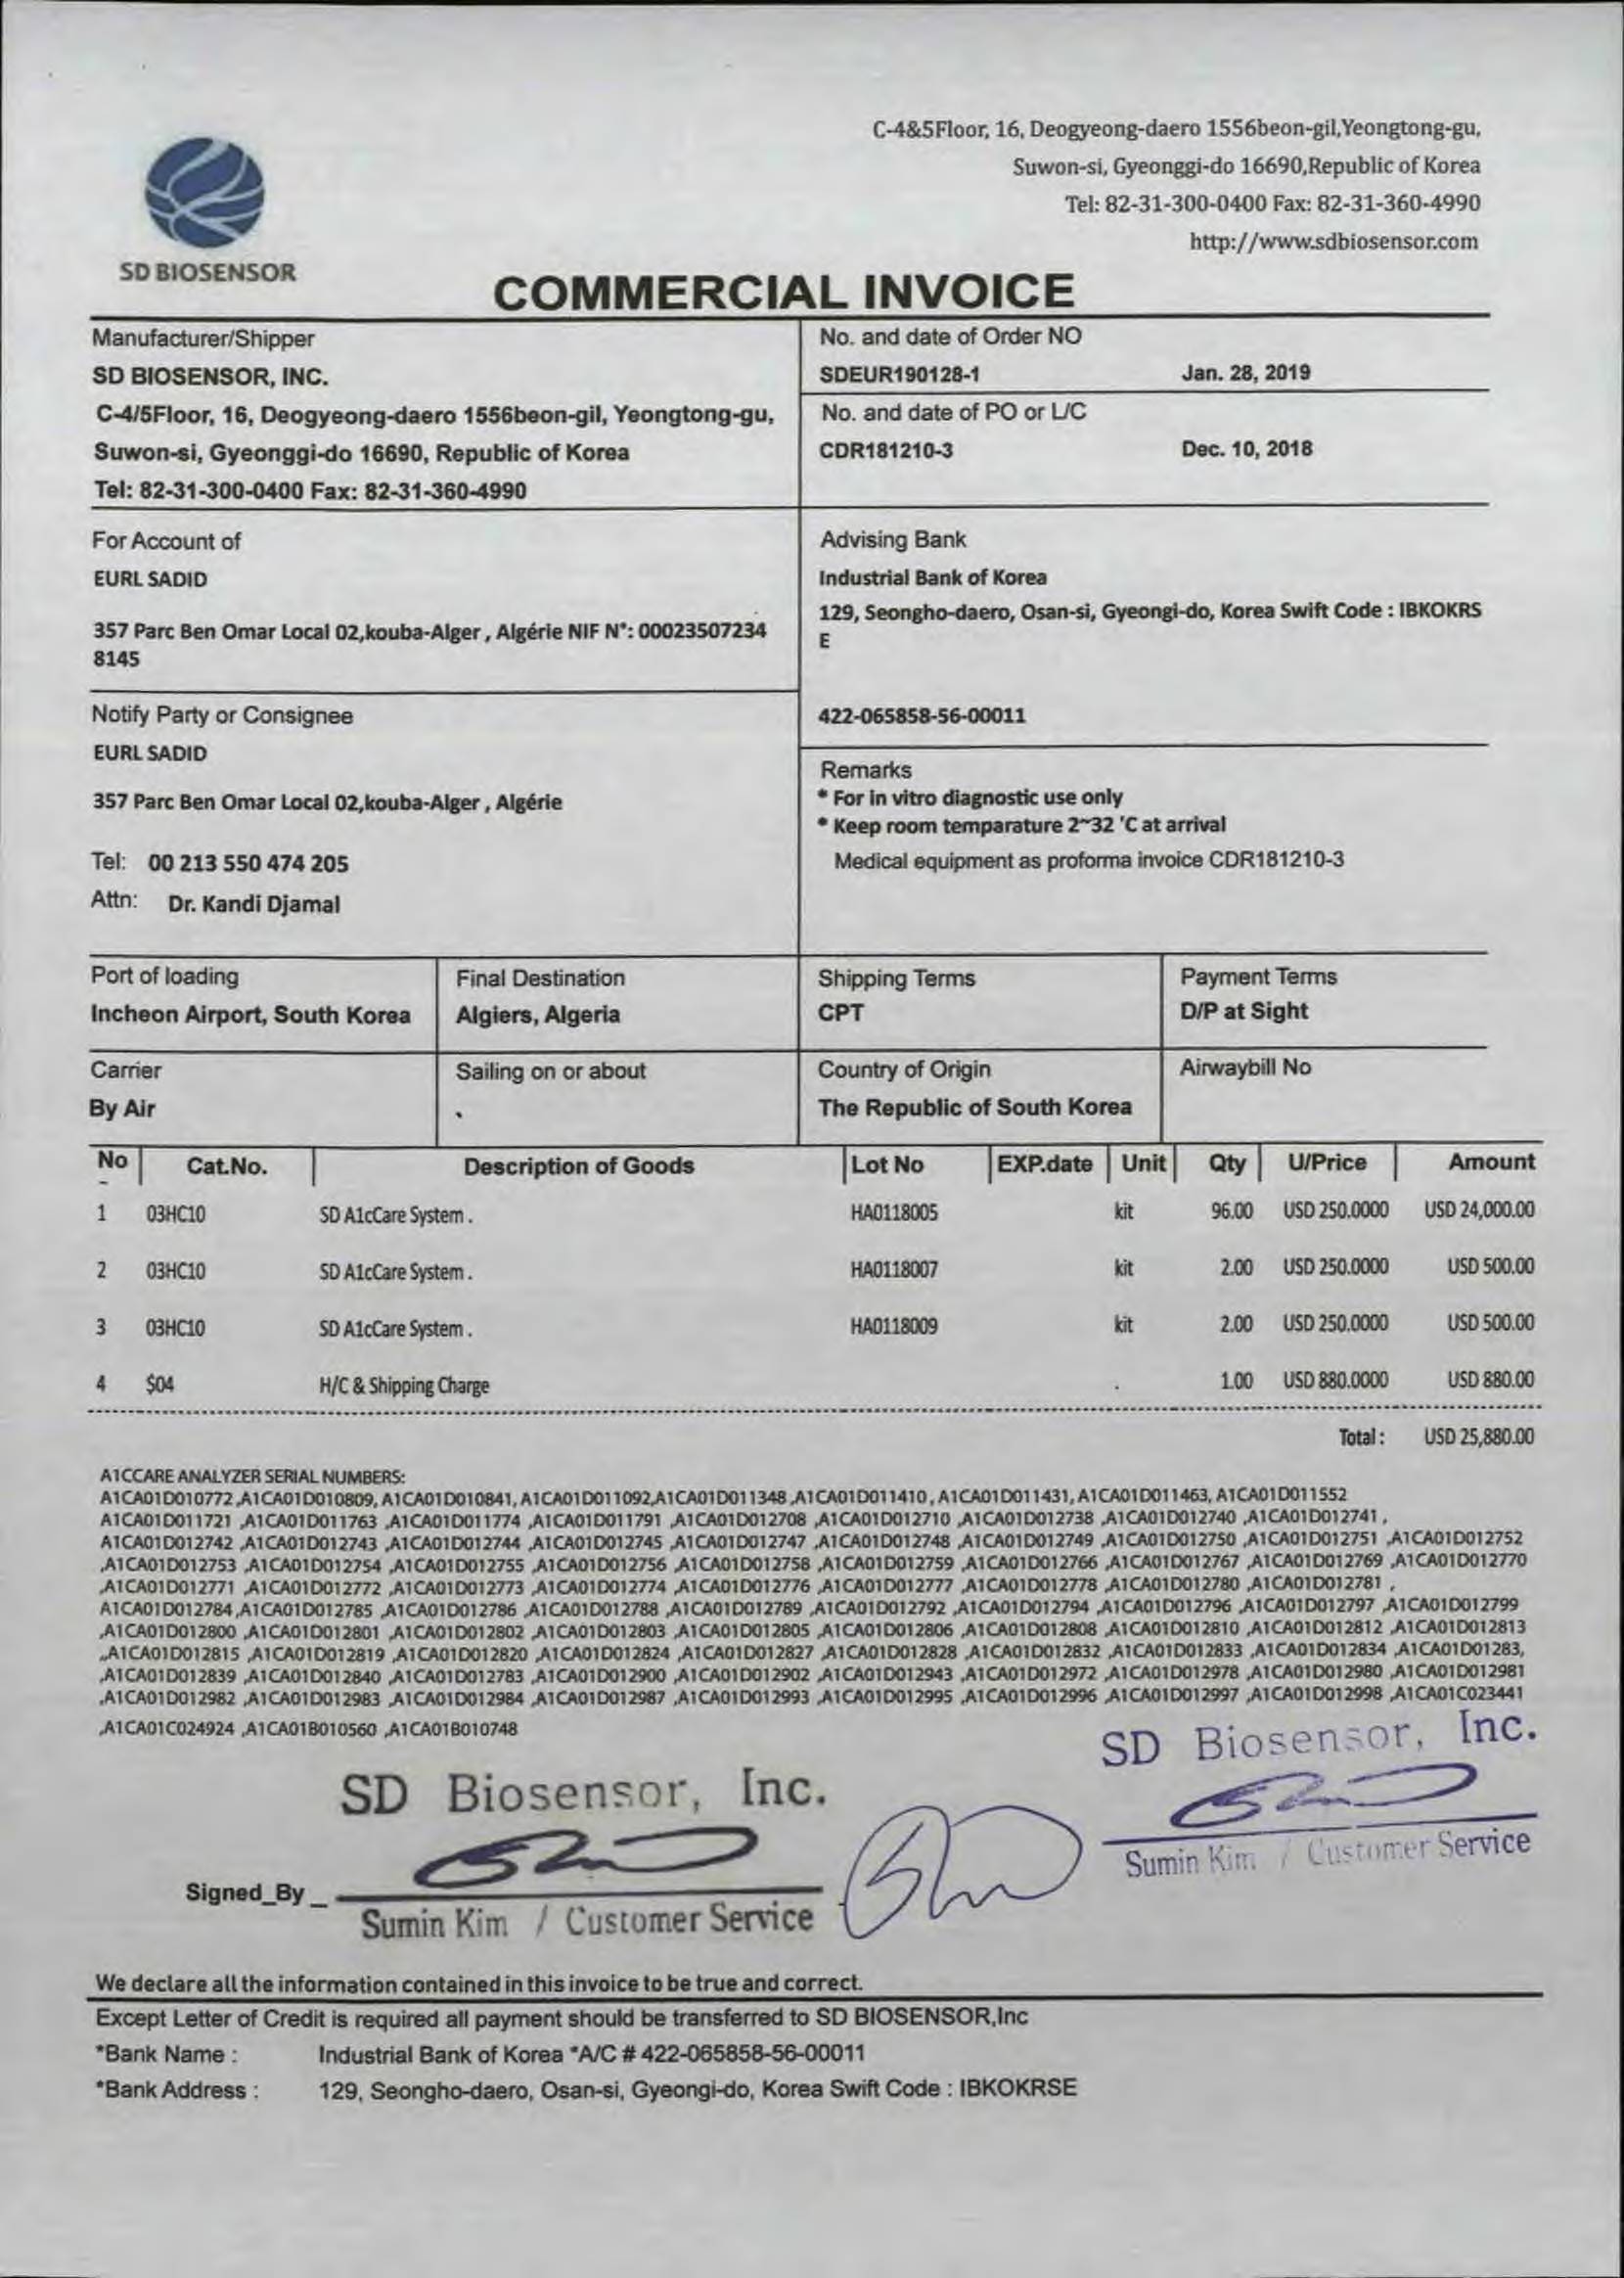 C-4&5Floor, 16, Deogyeong-daero 1556beon-gil,Yeongtong-gu,
Suwon-si, Gyeonggi-do 16690,Republic of Korea
Tel: 82-31-300-0400 Fax: 82-31-360-4990
http://www.sdbiosensor.com
SD BIOSENSOR
COMMERCIAL INVOICE
Manufacturer/Shipper
SD BIOSENSOR, INC.
C-4/5Floor, 16, Deogyeong-daero 1556beon-gil, Yeongtong-gu,
Suwon-si, Gyeonggi-do 16690, Republic of Korea
Tel: 82-31-300-0400 Fax: 82-31-360-4990
No. and date of Order NO
SDEUR190128-1 Jan. 28, 2019
No. and date of PO or L/C
CDR181210-3 Dec. 10, 2018
For Account of
EURL SADID
357 Parc Ben Omar Local 02,kouba-Alger , Algérie NIF N°: 00023507234
8145
Advising Bank
Industrial Bank of Korea
129, Seongho-daero, Osan-si, Gyeongi-do, Korea Swift Code : IBKOKRS
E
422-065858-56-00011
Notify Party or Consignee
EURL SADID
357 Parc Ben Omar Local 02,kouba-Alger , Algérie
Tel: 00 213 550 474 205
Attn: Dr. Kandi Djamal
Remarks
* For in vitro diagnostic use only
* Keep room temparature 2~32 'C at arrival
Medical equipment as proforma invoice CDR181210-3
Port of loading Final Destination Shipping Terms Payment Terms
Incheon Airport, South Korea Algiers, Algeria CPT D/P at Sight
Carrier Sailing on or about Country of Origin Airwaybill No
By Air . The Republic of South Korea
No Cat.No. Description of Goods Lot No EXP.date Unit Qty U/Price Amount
1 03HC10 SD A1cCare System . HA0118005 kit 96.00 USD 250.0000 USD 24,000.00
2 03HC10 SD A1cCare System . HA0118007 kit 2.00 USD 250.0000 USD 500.00
3 03HC10 SD A1cCare System . HA0118009 kit 2.00 USD 250.0000 USD 500.00
4 $04 H/C & Shipping Charge 1.00 USD 880.0000 USD 880.00
Total : USD 25,880.00
A1CCARE ANALYZER SERIAL NUMBERS:
A1CA01D010772 ,A1CA01D010809, A1CA01D010841, A1CA01D011092,A1CA01D011348 ,A1CA01D011410 , A1CA01D011431, A1CA01D011463, A1CA01D011552
A1CA01D011721 ,A1CA01D011763 ,A1CA01D011774 ,A1CA01D011791 ,A1CA01D012708 ,A1CA01D012710 ,A1CA01D012738 ,A1CA01D012740 ,A1CA01D012741 ,
A1CA01D012742 ,A1CA01D012743 ,A1CA01D012744 ,A1CA01D012745 ,A1CA01D012747 ,A1CA01D012748 ,A1CA01D012749 ,A1CA01D012750 ,A1CA01D012751 ,A1CA01D012752
,A1CA01D012753 ,A1CA01D012754 ,A1CA01D012755 ,A1CA01D012756 ,A1CA01D012758 ,A1CA01D012759 ,A1CA01D012766 ,A1CA01D012767 ,A1CA01D012769 ,A1CA01D012770
,A1CA01D012771 ,A1CA01D012772 ,A1CA01D012773 ,A1CA01D012774 ,A1CA01D012776 ,A1CA01D012777 ,A1CA01D012778 ,A1CA01D012780 ,A1CA01D012781 ,
A1CA01D012784 ,A1CA01D012785 ,A1CA01D012786 ,A1CA01D012788 ,A1CA01D012789 ,A1CA01D012792 ,A1CA01D012794 ,A1CA01D012796 ,A1CA01D012797 ,A1CA01D012799
,A1CA01D012800 ,A1CA01D012801 ,A1CA01D012802 ,A1CA01D012803 ,A1CA01D012805 ,A1CA01D012806 ,A1CA01D012808 ,A1CA01D012810 ,A1CA01D012812 ,A1CA01D012813
,,A1CA01D012815 ,A1CA01D012819 ,A1CA01D012820 ,A1CA01D012824 ,A1CA01D012827 ,A1CA01D012828 ,A1CA01D012832 ,A1CA01D012833 ,A1CA01D012834 ,A1CA01D01283,
,A1CA01D012839 ,A1CA01D012840 ,A1CA01D012783 ,A1CA01D012900 ,A1CA01D012902 ,A1CA01D012943 ,A1CA01D012972 ,A1CA01D012978 ,A1CA01D012980 ,A1CA01D012981
,A1CA01D012982 ,A1CA01D012983 ,A1CA01D012984 ,A1CA01D012987 ,A1CA01D012993 ,A1CA01D012995 ,A1CA01D012996 ,A1CA01D012997 ,A1CA01D012998 ,A1CA01C023441
,A1CA01C024924 ,A1CA01B010560 ,A1CA01B010748
SD Biosensor, Inc.
Sumin Kim / Customer Service
SD Biosensor, Inc.
Signed_By _
Sumin Kim / Customer Service
We declare all the information contained in this invoice to be true and correct.
Except Letter of Credit is required all payment should be transferred to SD BIOSENSOR,Inc
*Bank Name : Industrial Bank of Korea *A/C # 422-065858-56-00011
*Bank Address : 129, Seongho-daero, Osan-si, Gyeongi-do, Korea Swift Code : IBKOKRSE